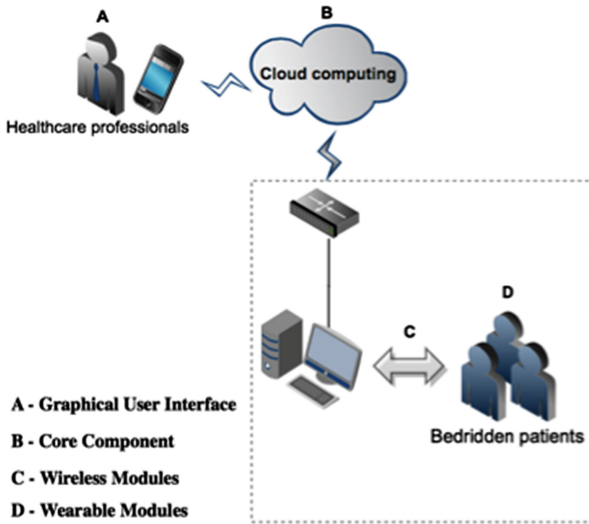 A
B
Cloud computing
Healthcare professionals
D
C
Bedridden patients
A - Graphical User Interface
B - Core Component
C - Wireless Modules
D - Wearable Modules